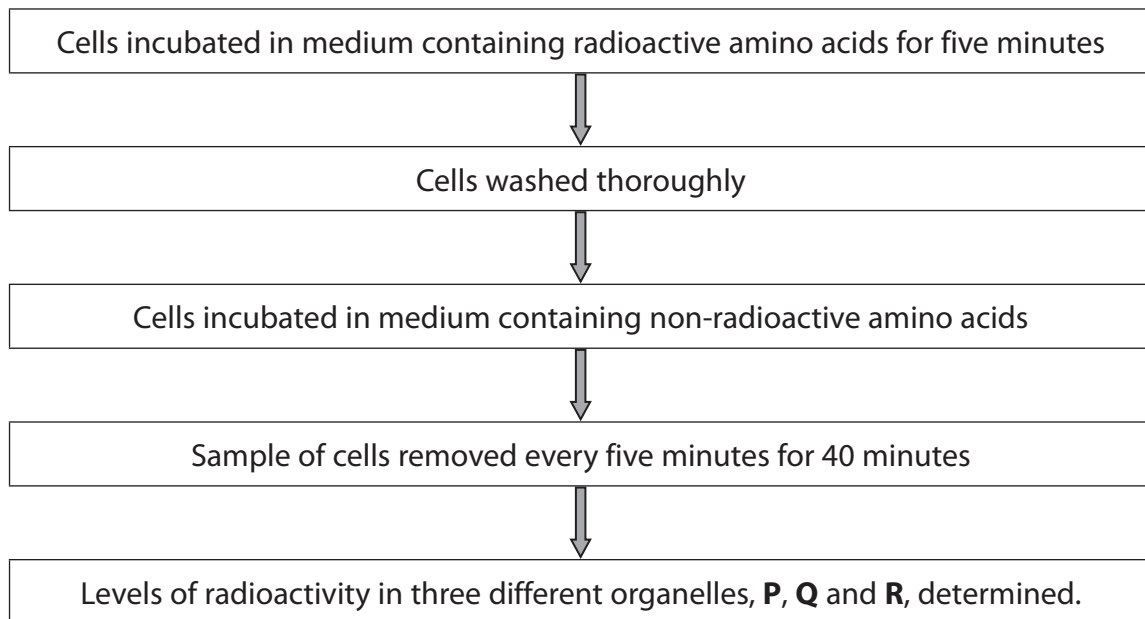 Cells incubated in medium containing radioactive amino acids for five minutes
Cells washed thoroughly
Cells incubated in medium containing non-radioactive amino acids
Sample of cells removed every five minutes for 40 minutes
Levels of radioactivity in three different organelles, P, Q and R, determined.